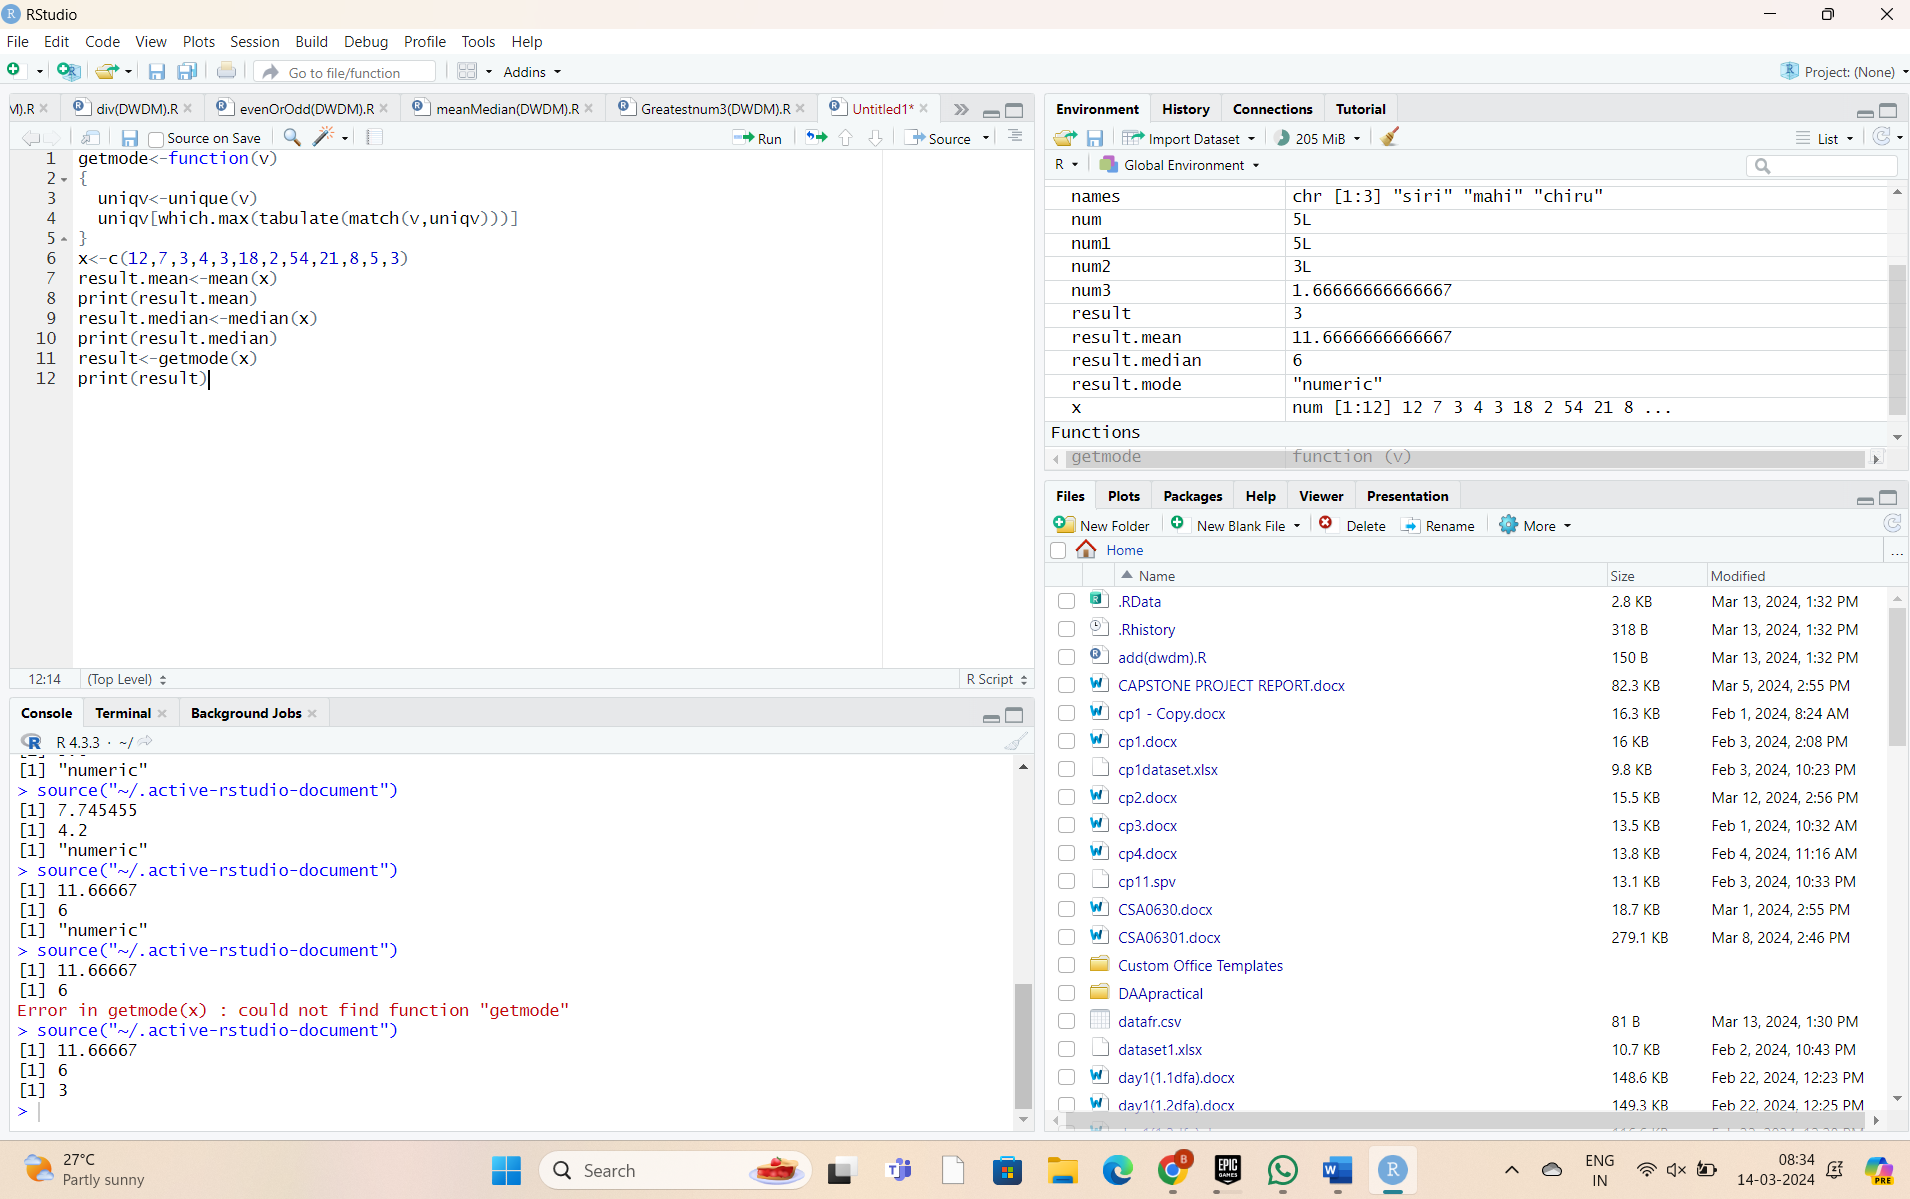 RStudio
File Edit Code View Plots Session Build Debug Profile Tools Help
Go to file/function Addins Project: (None)
M).R div(DWDM).R evenOrOdd(DWDM).R meanMedian(DWDM).R Greatestnum3(DWDM).R Untitled1*
Source on Save Run Source
1 getmode<-function(v)
2 {
3 uniqv<-unique(v)
4 uniqv[which.max(tabulate(match(v,uniqv)))]
5 }
6 x<-c(12,7,3,4,3,18,2,54,21,8,5,3)
7 result.mean<-mean(x)
8 print(result.mean)
9 result.median<-median(x)
10 print(result.median)
11 result<-getmode(x)
12 print(result)
12:14 (Top Level) R Script
Console Terminal Background Jobs
R 4.3.3 · ~/
[1] "numeric"
> source("~/.active-rstudio-document")
[1] 7.745455
[1] 4.2
[1] "numeric"
> source("~/.active-rstudio-document")
[1] 11.66667
[1] 6
[1] "numeric"
> source("~/.active-rstudio-document")
[1] 11.66667
[1] 6
Error in getmode(x) : could not find function "getmode"
> source("~/.active-rstudio-document")
[1] 11.66667
[1] 6
[1] 3
>
Environment History Connections Tutorial
Import Dataset 205 MiB List
R Global Environment
names chr [1:3] "siri" "mahi" "chiru"
num 5L
num1 5L
num2 3L
num3 1.66666666666667
result 3
result.mean 11.6666666666667
result.median 6
result.mode "numeric"
x num [1:12] 12 7 3 4 3 18 2 54 21 8 ...
Functions
getmode function (v)
Files Plots Packages Help Viewer Presentation
New Folder New Blank File Delete Rename More
Home ...
Name Size Modified
.RData 2.8 KB Mar 13, 2024, 1:32 PM
.Rhistory 318 B Mar 13, 2024, 1:32 PM
add(dwdm).R 150 B Mar 13, 2024, 1:32 PM
CAPSTONE PROJECT REPORT.docx 82.3 KB Mar 5, 2024, 2:55 PM
cp1 - Copy.docx 16.3 KB Feb 1, 2024, 8:24 AM
cp1.docx 16 KB Feb 3, 2024, 2:08 PM
cp1dataset.xlsx 9.8 KB Feb 3, 2024, 10:23 PM
cp2.docx 15.5 KB Mar 12, 2024, 2:56 PM
cp3.docx 13.5 KB Feb 1, 2024, 10:32 AM
cp4.docx 13.8 KB Feb 4, 2024, 11:16 AM
cp11.spv 13.1 KB Feb 3, 2024, 10:33 PM
CSA0630.docx 18.7 KB Mar 1, 2024, 2:55 PM
CSA06301.docx 279.1 KB Mar 8, 2024, 2:46 PM
Custom Office Templates
DAApractical
datafr.csv 81 B Mar 13, 2024, 1:30 PM
dataset1.xlsx 10.7 KB Feb 2, 2024, 10:43 PM
day1(1.1dfa).docx 148.6 KB Feb 22, 2024, 12:23 PM
day1(1.2dfa).docx 149.3 KB Feb 22, 2024, 12:25 PM
27°C
Partly sunny
Search
EPIC GAMES
ENG
IN
08:34
14-03-2024
PRE